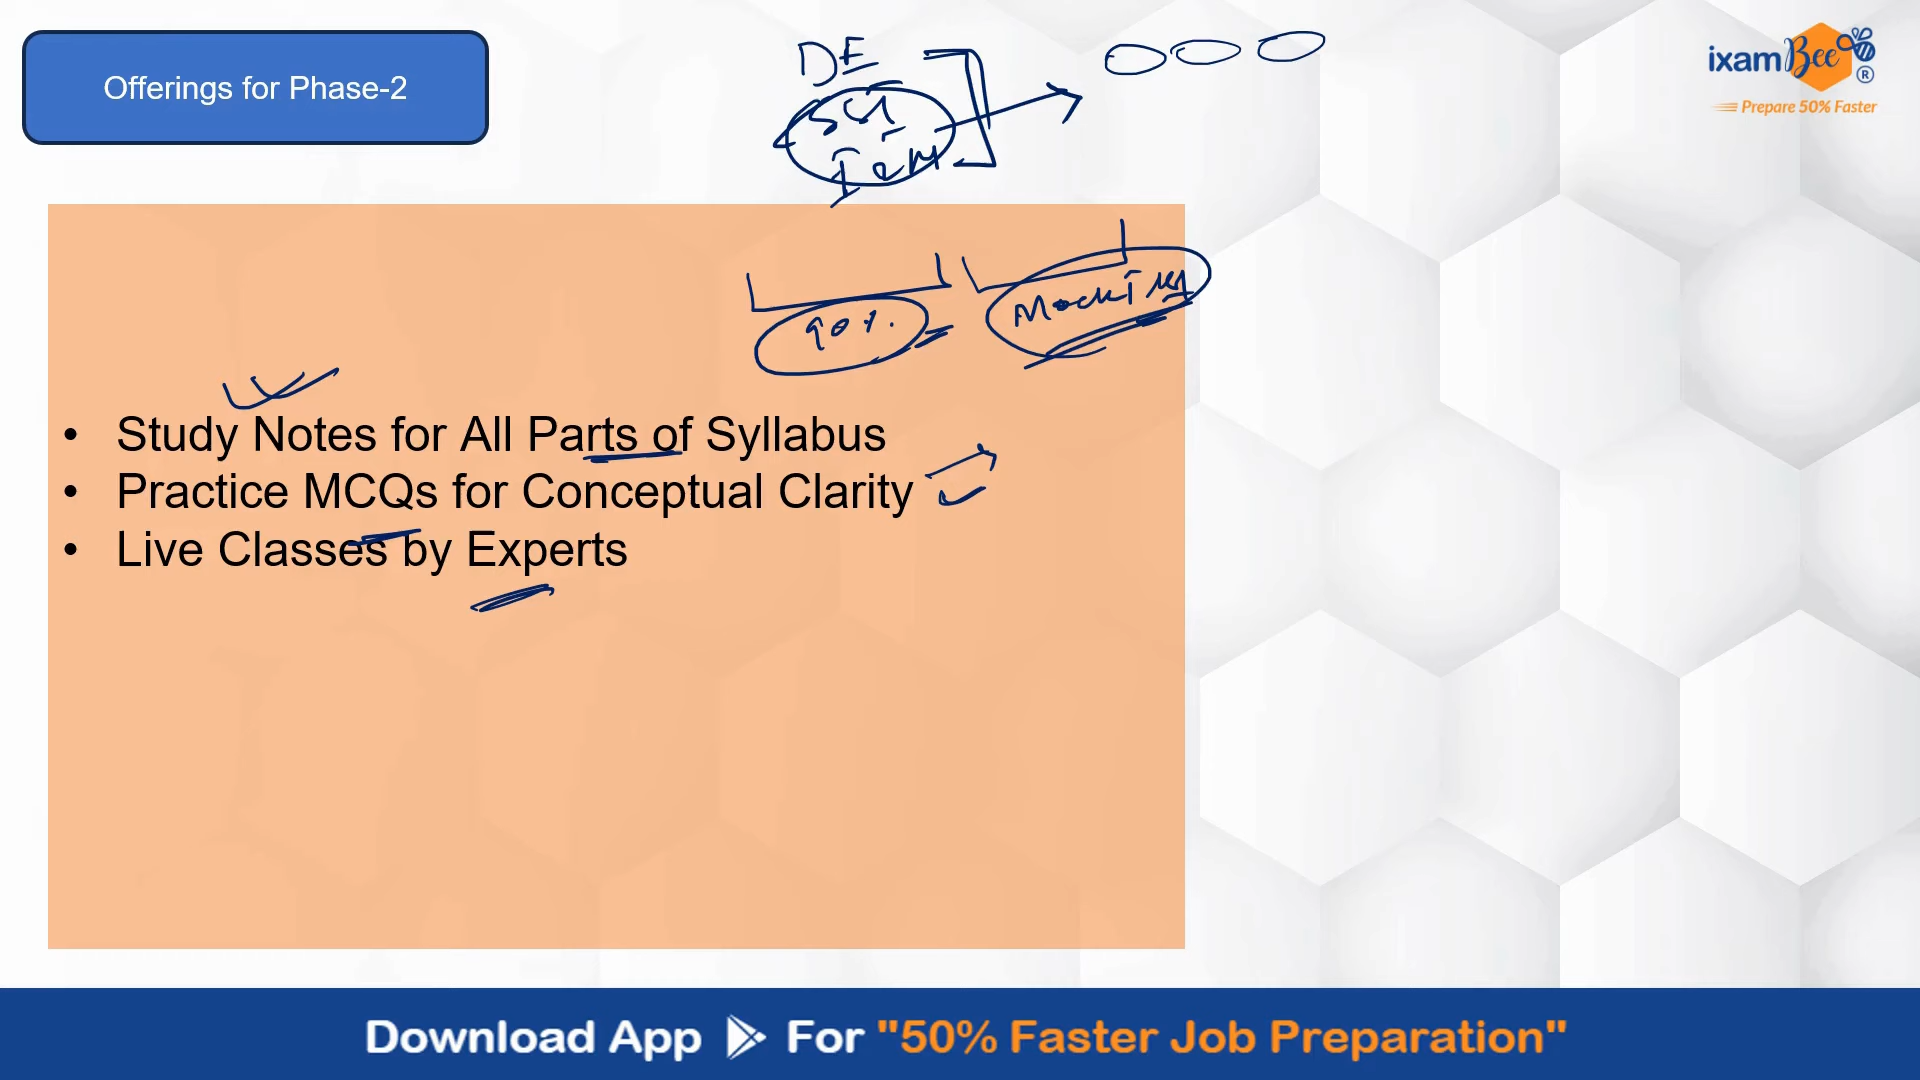 Offerings for Phase-2
DE
ixamBee
®
Prepare 50% Faster
90%.
• Study Notes for All Parts of Syllabus
• Practice MCQs for Conceptual Clarity
• Live Classes by Experts
Download App For "50% Faster Job Preparation"